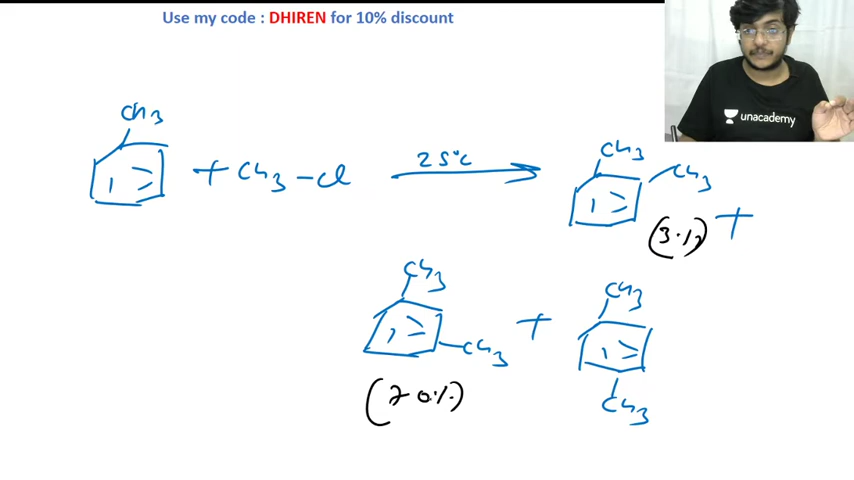 Use my code : DHIREN for 10% discount
unacademy
CH3
+ CH3 - Cl
25°C
CH3
CH3
(3%)
+
CH3
CH3
(70%)
+
CH3
CH3